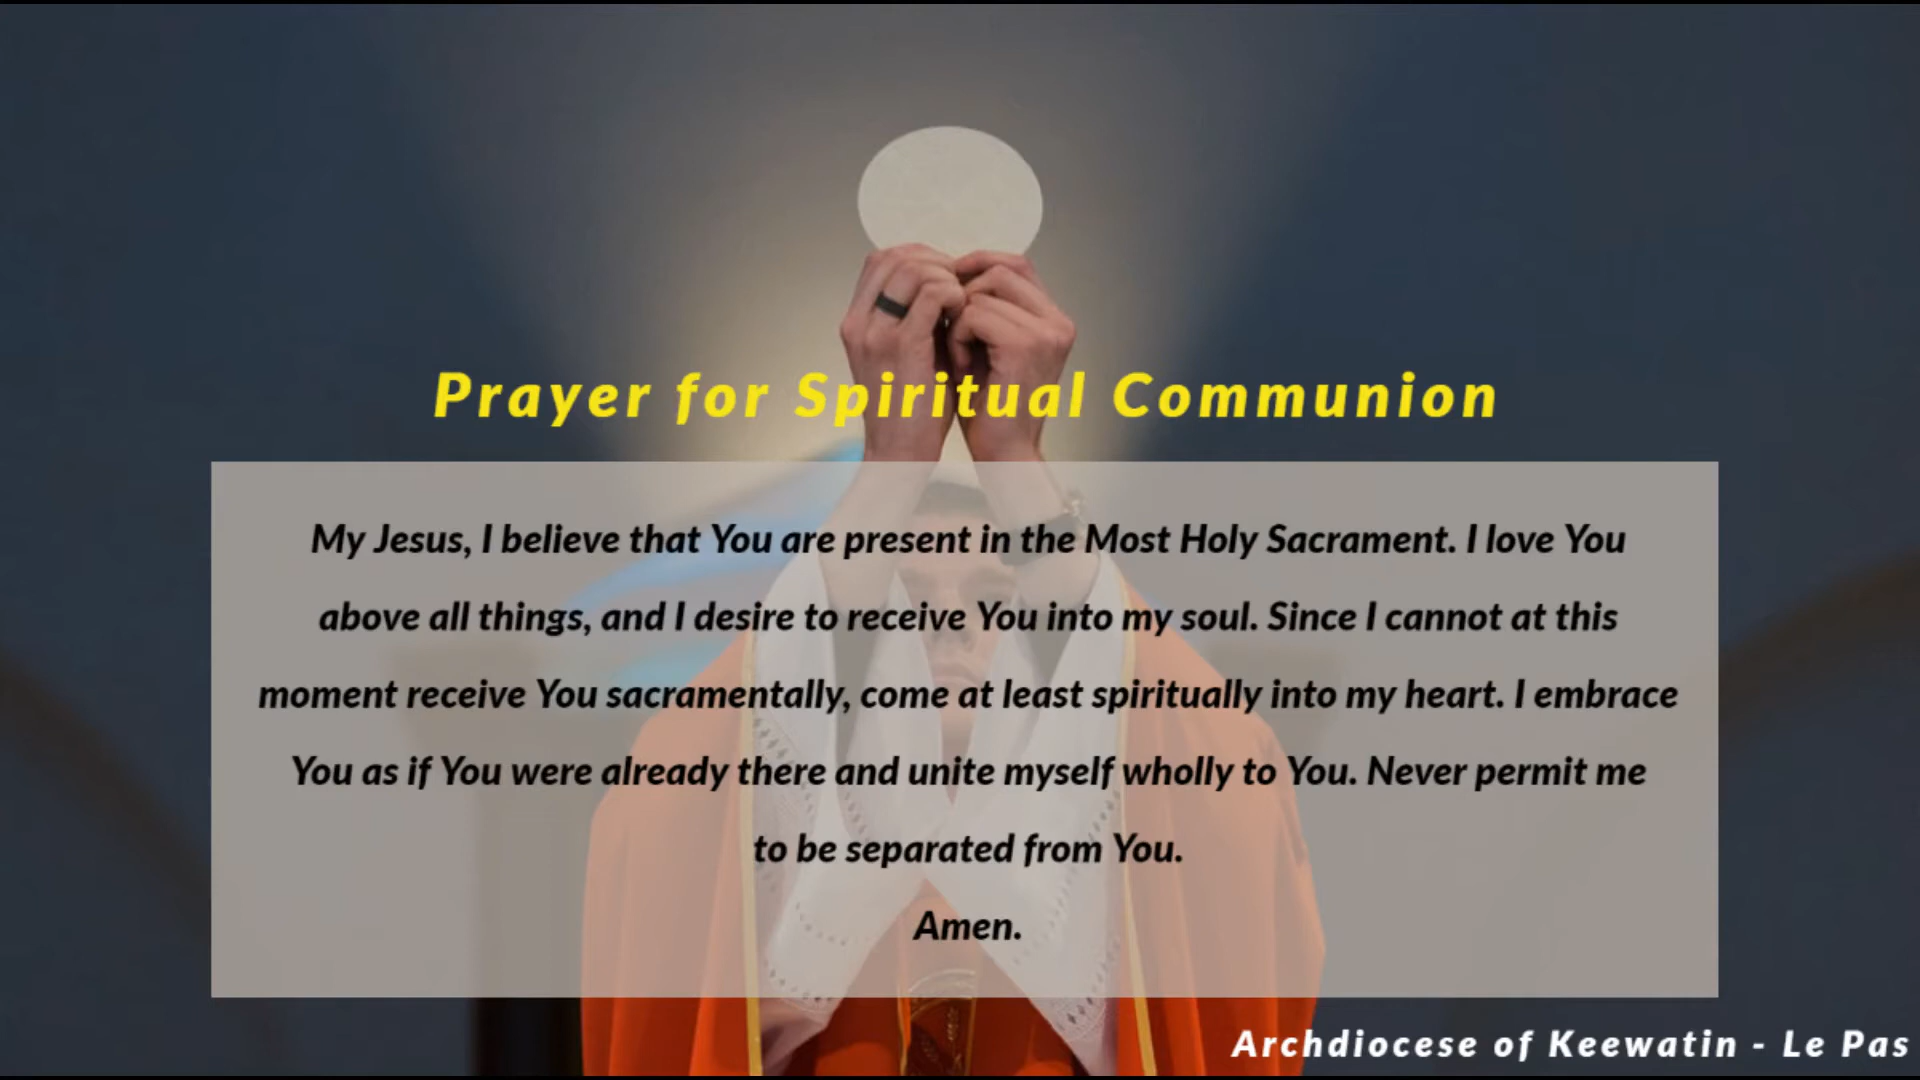 Prayer for Spiritual Communion
My Jesus, I believe that You are present in the Most Holy Sacrament. I love You
above all things, and I desire to receive You into my soul. Since I cannot at this
moment receive You sacramentally, come at least spiritually into my heart. I embrace
You as if You were already there and unite myself wholly to You. Never permit me
to be separated from You.
Amen.
Archdiocese of Keewatin - Le Pas